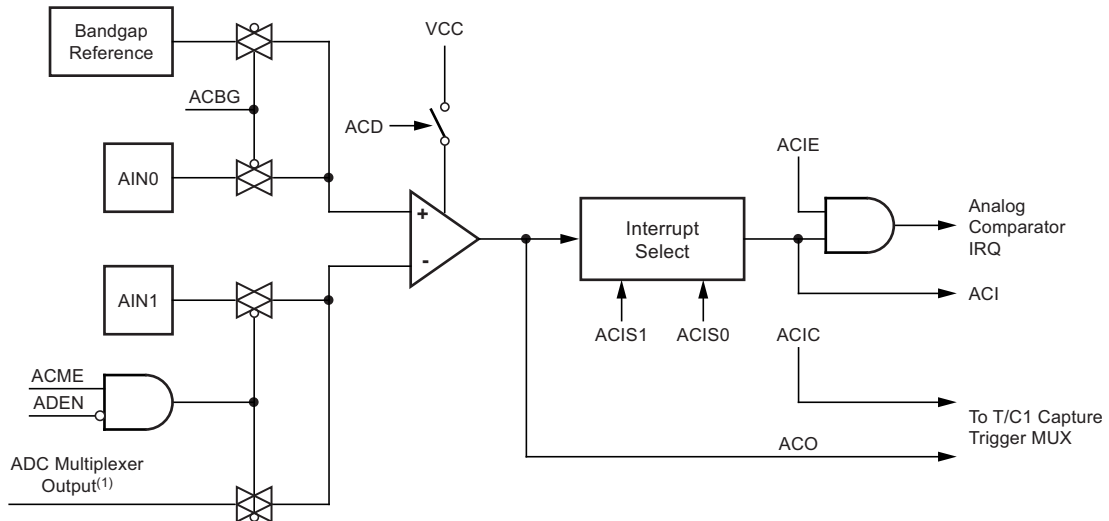 Bandgap
Reference
VCC
ACBG
ACD
AIN0
ACIE
+
-
Interrupt
Select
Analog
Comparator
IRQ
AIN1
ACI
ACIS1
ACIS0
ACIC
ACME
ADEN
To T/C1 Capture
Trigger MUX
ACO
ADC Multiplexer
Output(1)